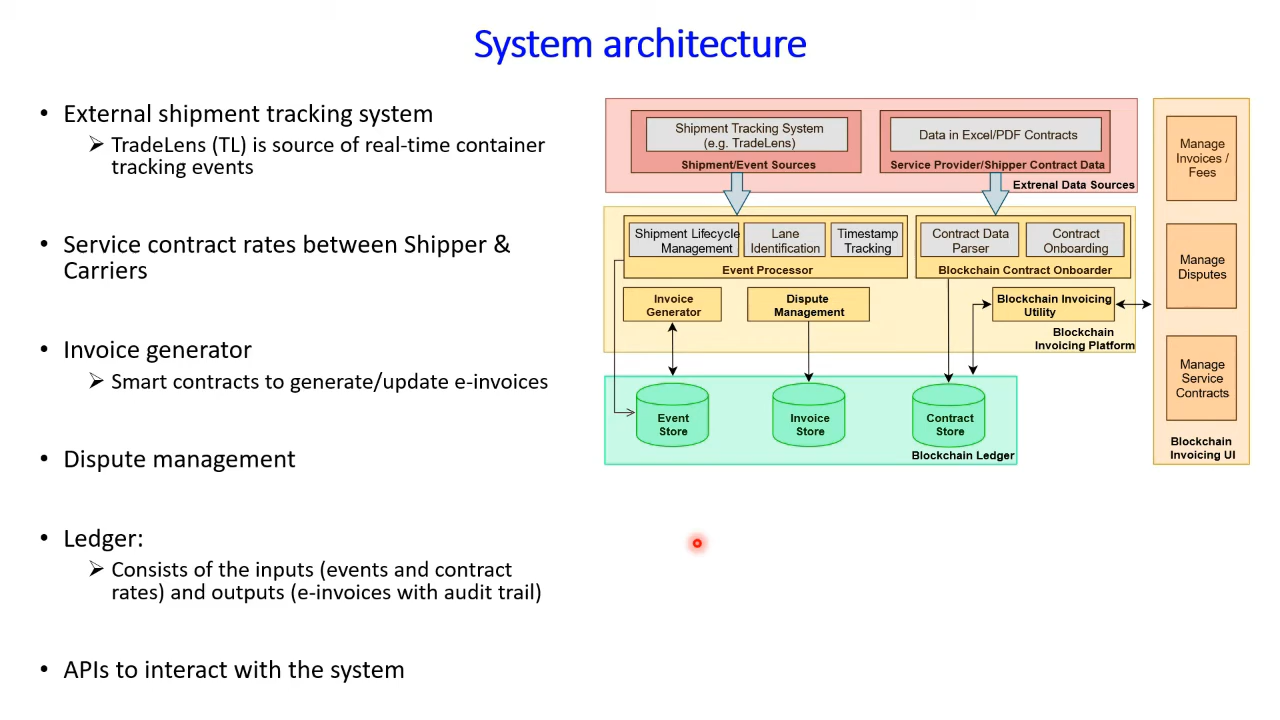 System architecture
• External shipment tracking system
➢ TradeLens (TL) is source of real-time container
tracking events
• Service contract rates between Shipper &
Carriers
• Invoice generator
➢ Smart contracts to generate/update e-invoices
• Dispute management
• Ledger:
➢ Consists of the inputs (events and contract
rates) and outputs (e-invoices with audit trail)
• APIs to interact with the system
Shipment Tracking System
(e.g. TradeLens)
Shipment/Event Sources
Data in Excel/PDF Contracts
Service Provider/Shipper Contract Data
Extrenal Data Sources
Shipment Lifecycle
Management
Lane
Identification
Timestamp
Tracking
Event Processor
Contract Data
Parser
Contract
Onboarding
Blockchain Contract Onboarder
Invoice
Generator
Dispute
Management
Blockchain Invoicing
Utility
Blockchain
Invoicing Platform
Event
Store
Invoice
Store
Contract
Store
Blockchain Ledger
Manage
Invoices /
Fees
Manage
Disputes
Manage
Service
Contracts
Blockchain
Invoicing UI